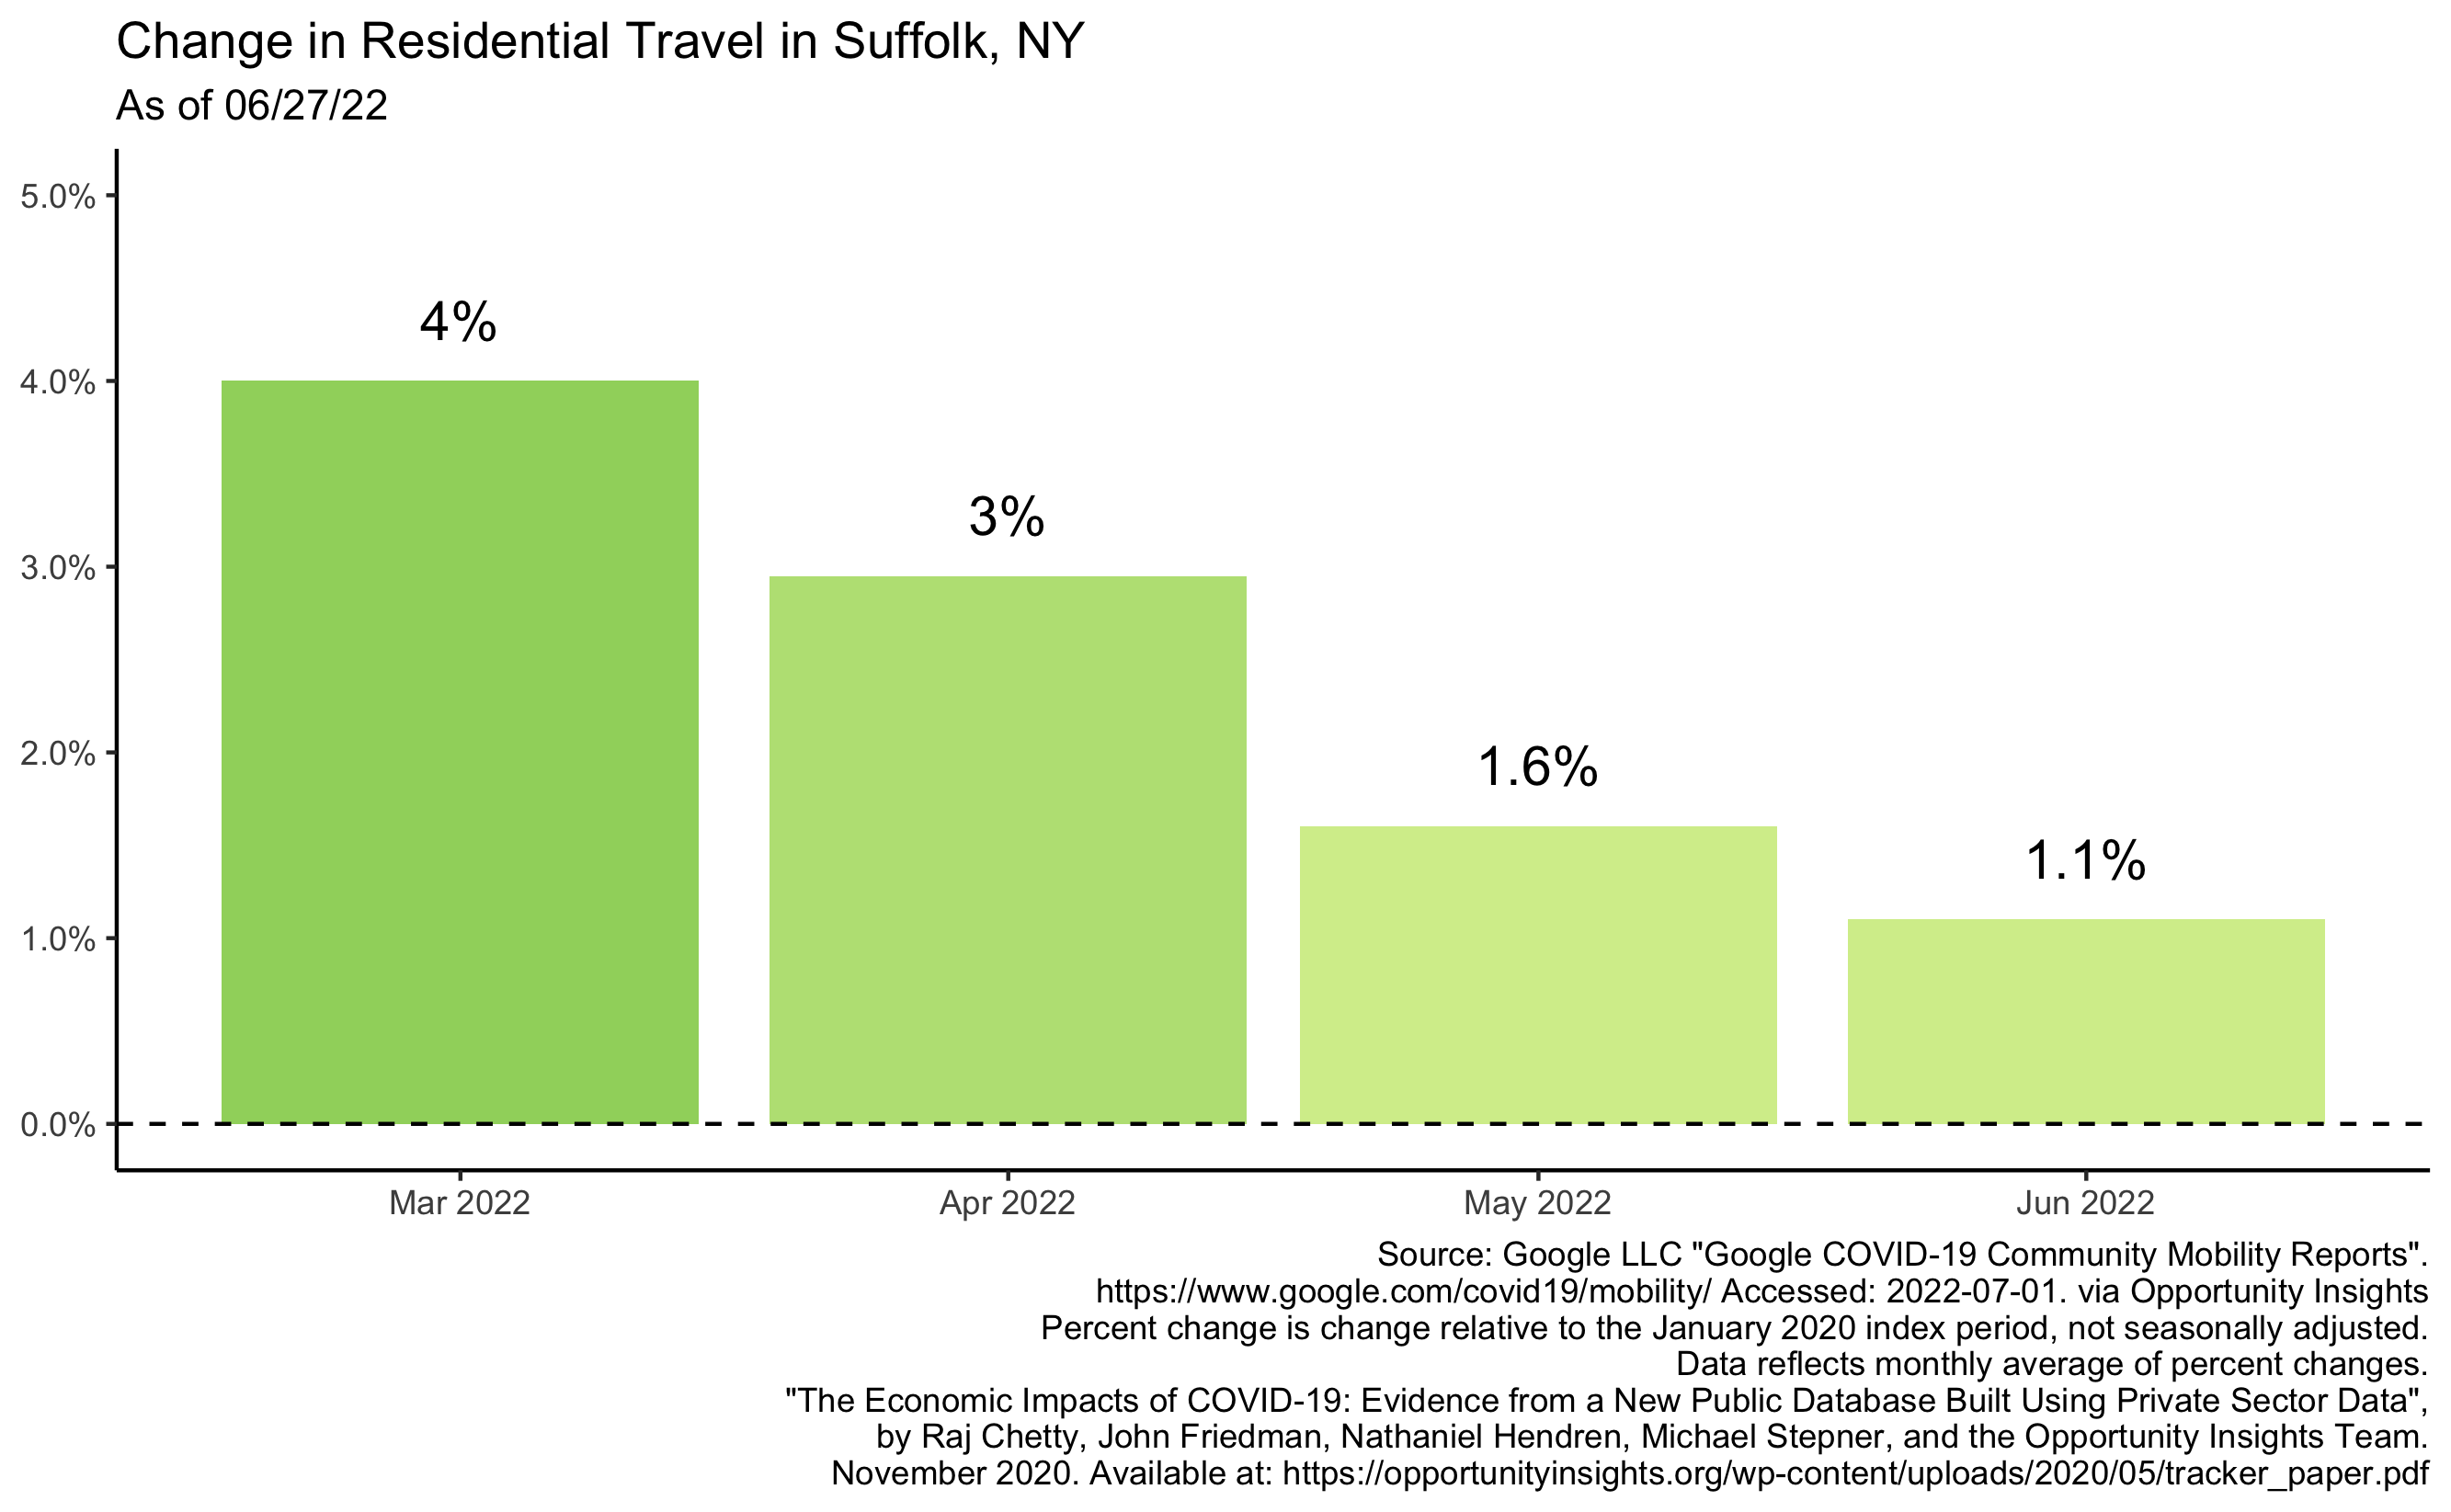 Change in Residential Travel in Suffolk, NY
As of 06/27/22
5.0%
4.0%
3.0%
2.0%
1.0%
0.0%
4%
3%
1.6%
1.1%
Mar 2022
Apr 2022
May 2022
Jun 2022
Source: Google LLC "Google COVID-19 Community Mobility Reports".
https://www.google.com/covid19/mobility/ Accessed: 2022-07-01. via Opportunity Insights
Percent change is change relative to the January 2020 index period, not seasonally adjusted.
Data reflects monthly average of percent changes.
"The Economic Impacts of COVID-19: Evidence from a New Public Database Built Using Private Sector Data",
by Raj Chetty, John Friedman, Nathaniel Hendren, Michael Stepner, and the Opportunity Insights Team.
November 2020. Available at: https://opportunityinsights.org/wp-content/uploads/2020/05/tracker_paper.pdf